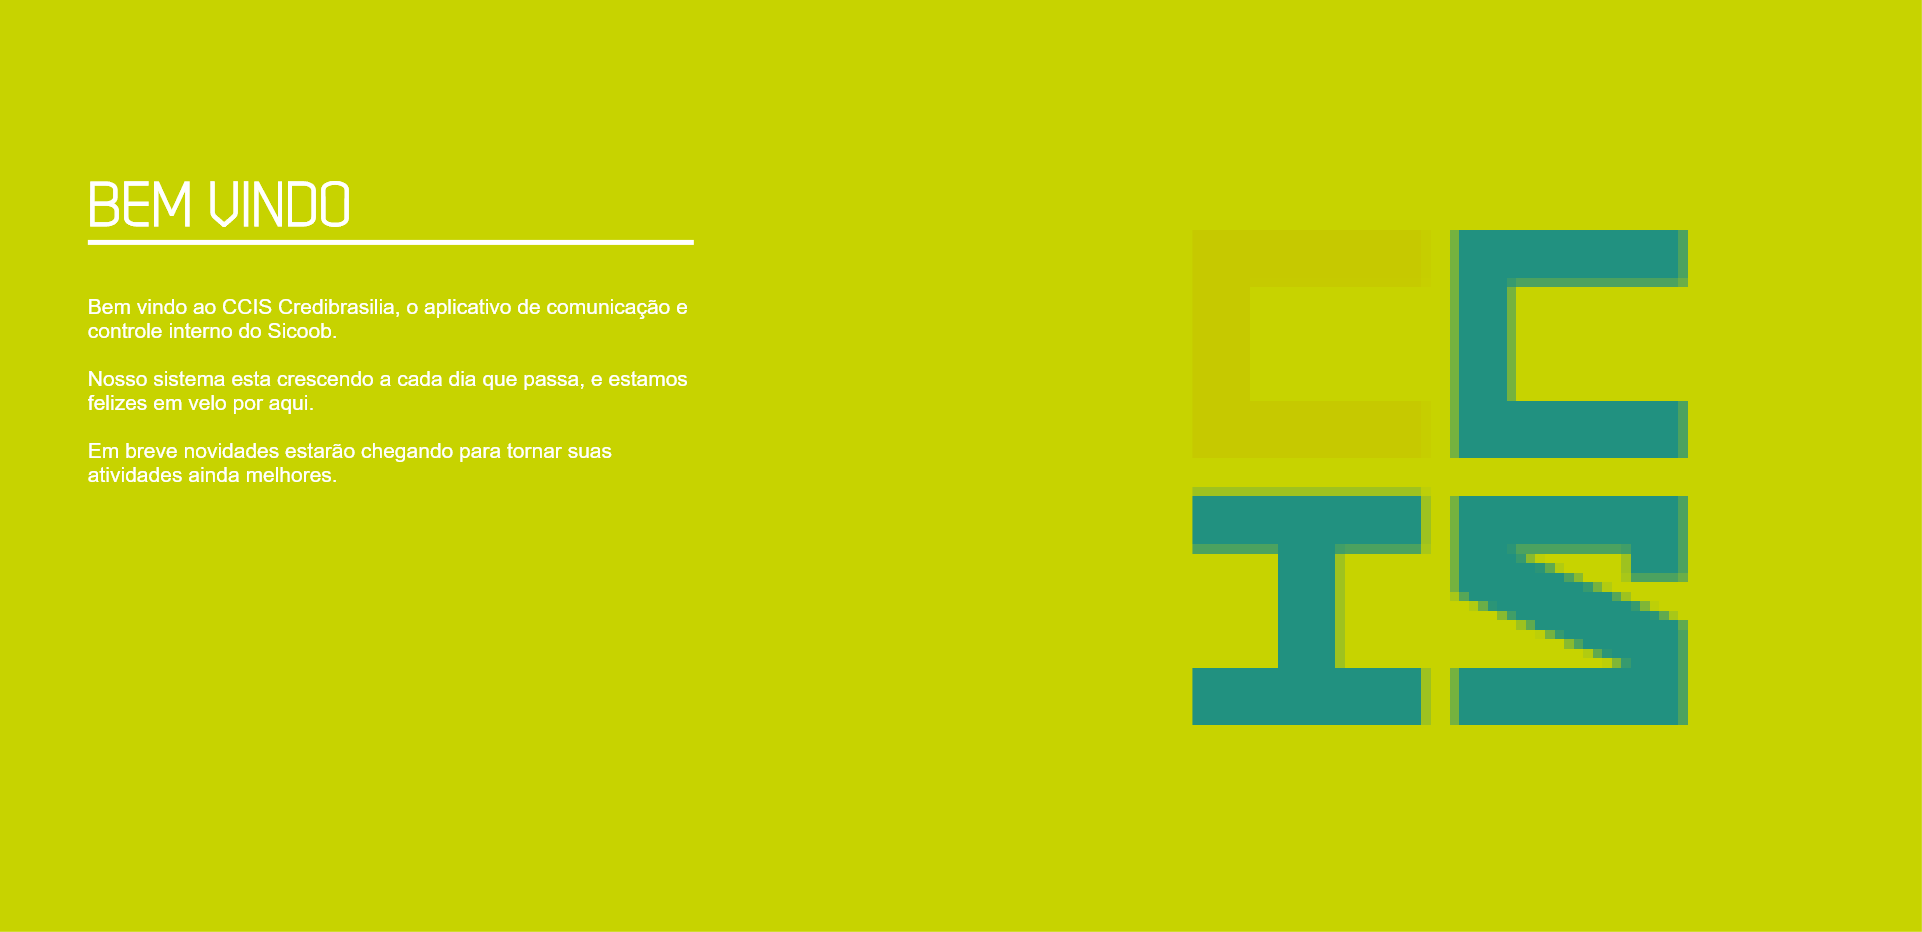 BEM VINDO
Bem vindo ao CCIS Credibrasilia, o aplicativo de comunicação e
controle interno do Sicoob.
Nosso sistema esta crescendo a cada dia que passa, e estamos
felizes em velo por aqui.
Em breve novidades estarão chegando para tornar suas
atividades ainda melhores.
CC
IS